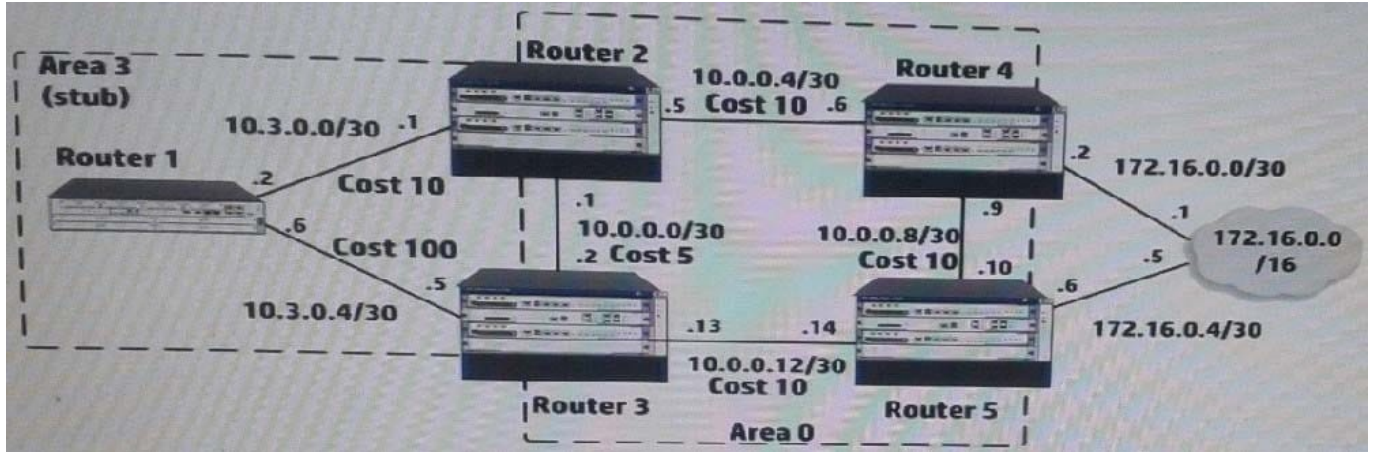 Area 3
(stub)
Router 2
10.0.0.4/30
.5 Cost 10 .6
Router 4
10.3.0.0/30 .1
Router 1
.2
Cost 10
.2
172.16.0.0/30
.1
.6
Cost 100
.1
10.0.0.0/30
.2 Cost 5
.9
10.0.0.8/30
Cost 10
.10
172.16.0.0
/16
.5
.5
.6
10.3.0.4/30
.13
.14
172.16.0.4/30
10.0.0.12/30
Cost 10
Router 3
Router 5
Area 0